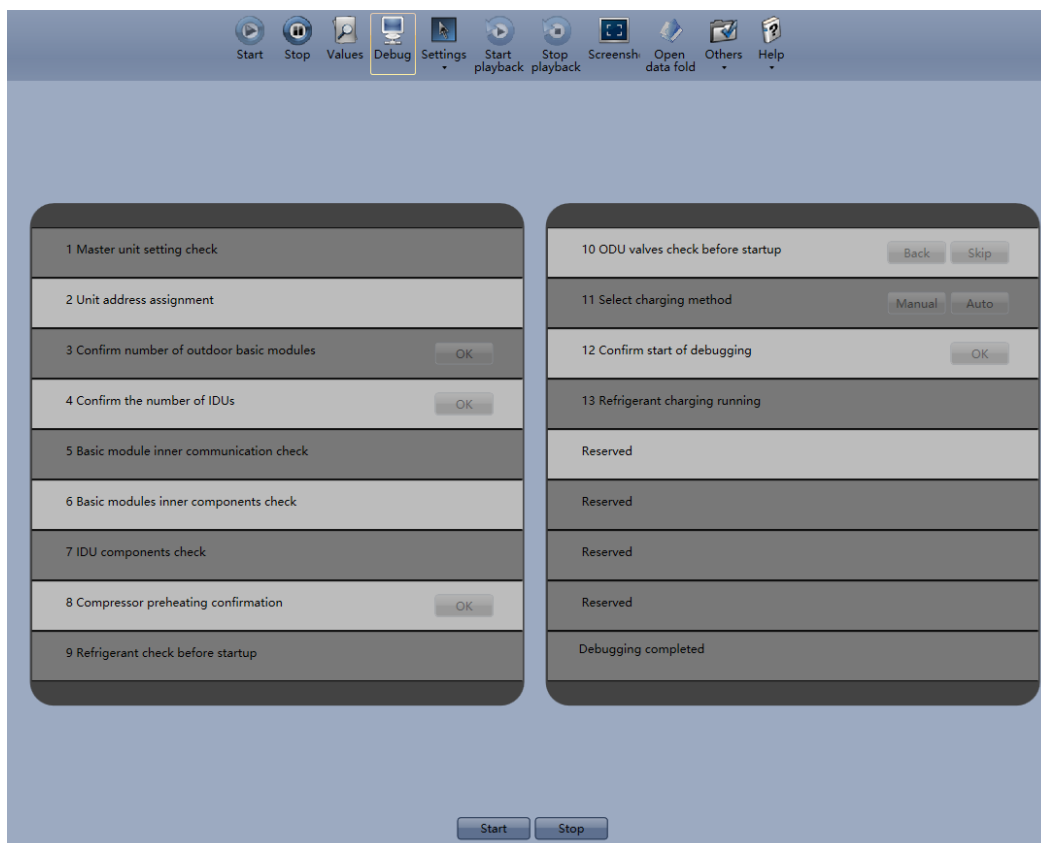 Start Stop Values Debug Settings Start playback Stop playback Screensh Open data fold Others Help
1 Master unit setting check
2 Unit address assignment
3 Confirm number of outdoor basic modules OK
4 Confirm the number of IDUs OK
5 Basic module inner communication check
6 Basic modules inner components check
7 IDU components check
8 Compressor preheating confirmation OK
9 Refrigerant check before startup
10 ODU valves check before startup Back Skip
11 Select charging method Manual Auto
12 Confirm start of debugging OK
13 Refrigerant charging running
Reserved
Reserved
Reserved
Reserved
Debugging completed
Start Stop